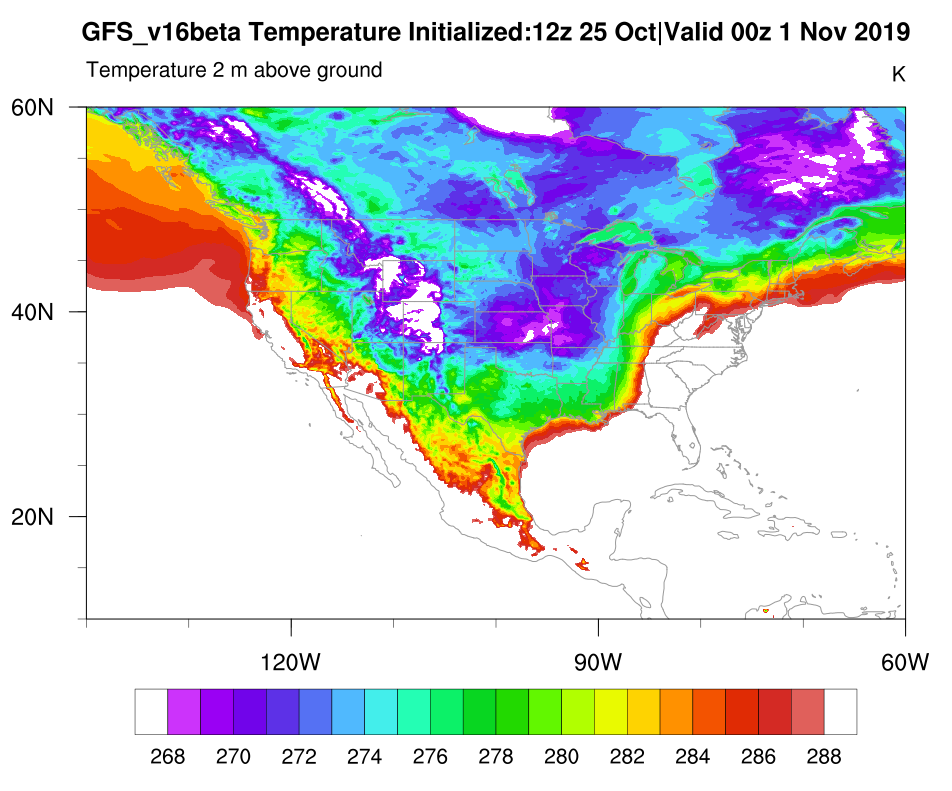 GFS_v16beta Temperature Initialized:12z 25 Oct|Valid 00z 1 Nov 2019
Temperature 2 m above ground K
60N
40N
20N
120W 90W 60W
268 270 272 274 276 278 280 282 284 286 288